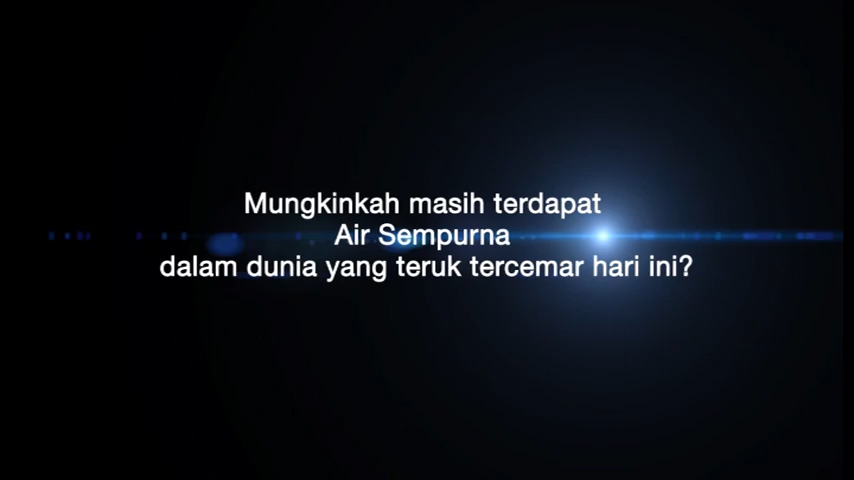 Mungkinkah masih terdapat
Air Sempurna
dalam dunia yang teruk tercemar hari ini?